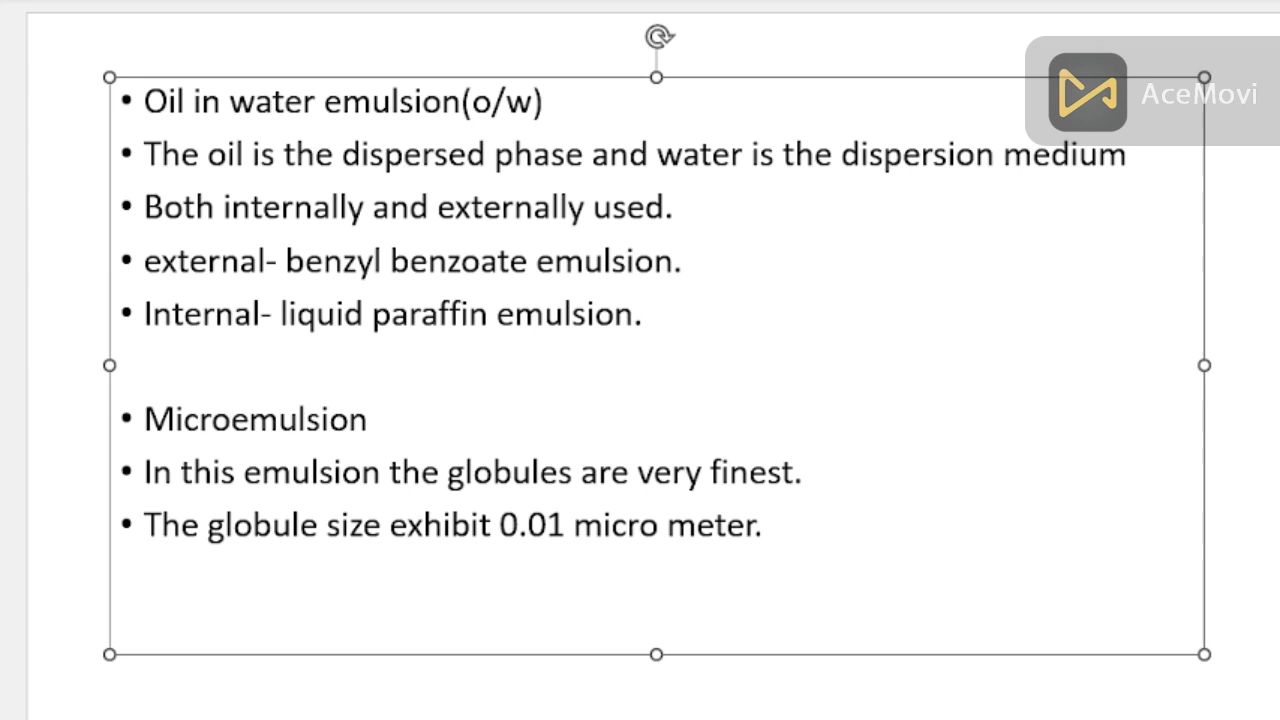 • Oil in water emulsion(o/w)
• The oil is the dispersed phase and water is the dispersion medium
• Both internally and externally used.
• external- benzyl benzoate emulsion.
• Internal- liquid paraffin emulsion.
• Microemulsion
• In this emulsion the globules are very finest.
• The globule size exhibit 0.01 micro meter.
AceMovi